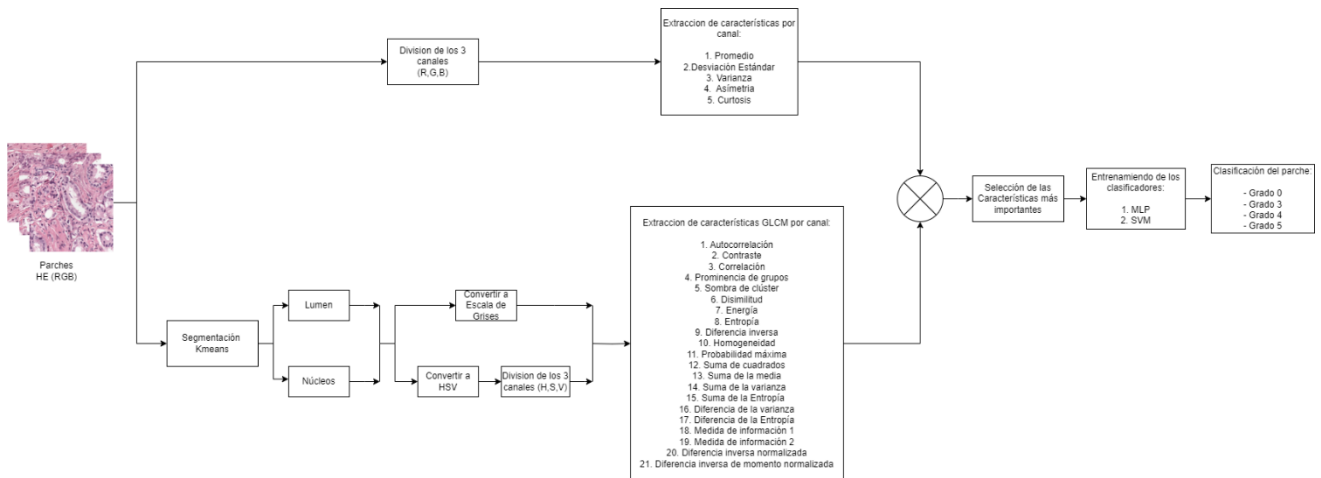 Parches
HE (RGB)
Division de los 3
canales
(R,G,B)
Extraccion de características por
canal:
1. Promedio
2.Desviación Estándar
3. Varianza
4. Asímetria
5. Curtosis
Segmentación
Kmeans
Lumen
Núcleos
Convertir a
Escala de
Grises
Convertir a
HSV
Division de los 3
canales (H,S,V)
Extraccion de características GLCM por canal:
1. Autocorrelación
2. Contraste
3. Correlación
4. Prominencia de grupos
5. Sombra de clúster
6. Disimilitud
7. Energía
8. Entropía
9. Diferencia inversa
10. Homogeneidad
11. Probabilidad máxima
12. Suma de cuadrados
13. Suma de la media
14. Suma de la varianza
15. Suma de la Entropía
16. Diferencia de la varianza
17. Diferencia de la Entropía
18. Medida de información 1
19. Medida de información 2
20. Diferencia inversa normalizada
21. Diferencia inversa de momento normalizada
Selección de las
Características más
importantes
Entrenamiendo de los
clasificadores:
1. MLP
2. SVM
Clasificación del parche:
- Grado 0
- Grado 3
- Grado 4
- Grado 5